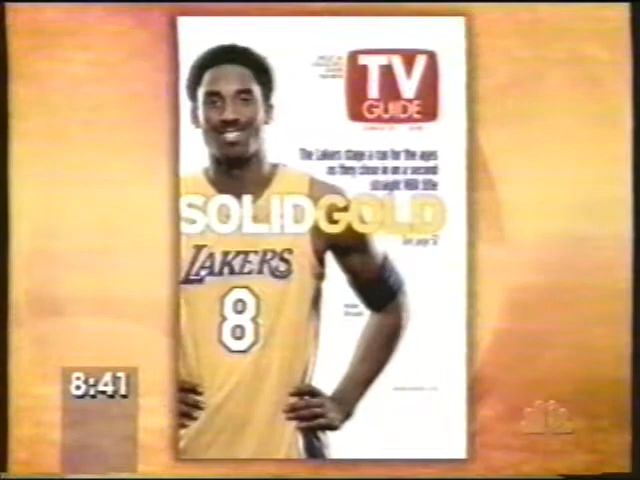 TV
GUIDE
The Lakers stage a run for the ages
as they close in on a second
straight NBA title
SOLIDGOLD
LAKERS
8
8:41